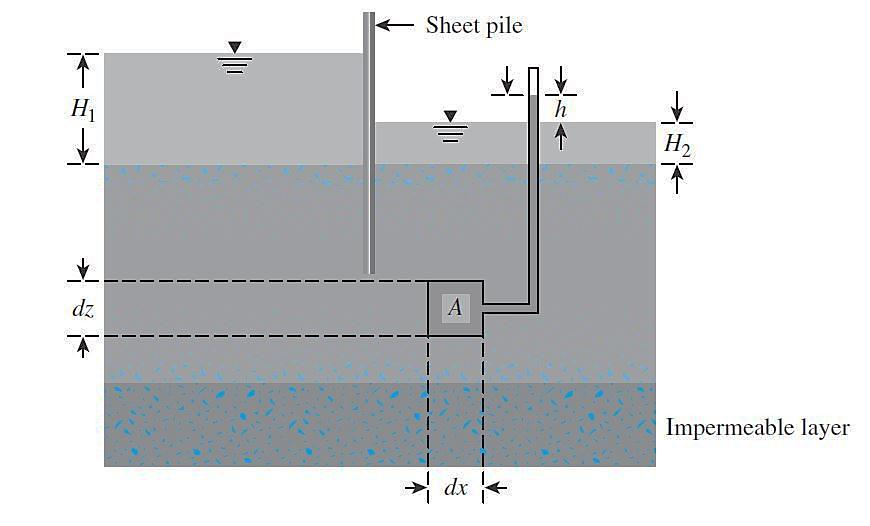 Sheet pile
H₁
h
H₂
dz
A
Impermeable layer
dx